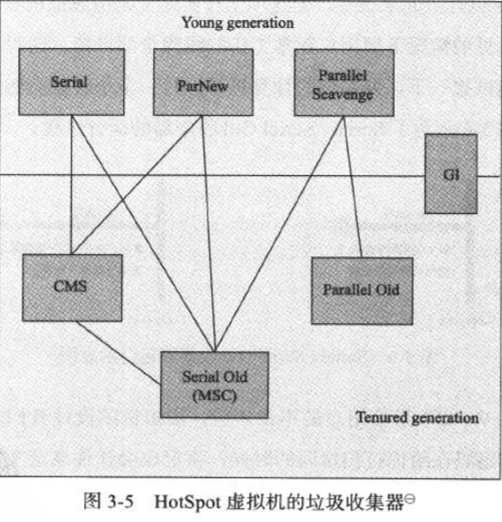 Young generation
Serial
ParNew
Parallel
Scavenge
G1
CMS
Parallel Old
Serial Old
(MSC)
Tenured generation
图 3-5 HotSpot 虚拟机的垃圾收集器⊖